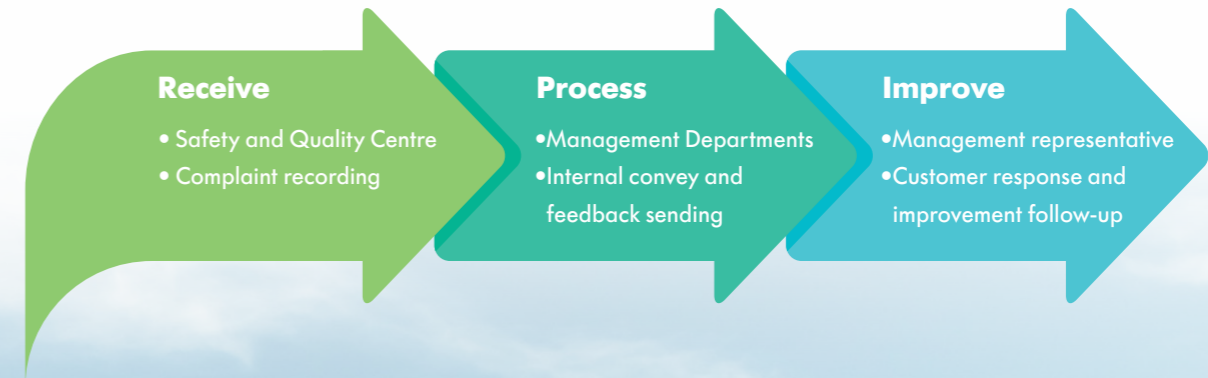 Receive
• Safety and Quality Centre
• Complaint recording
Process
•Management Departments
•Internal convey and
feedback sending
Improve
•Management representative
•Customer response and
improvement follow-up